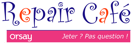 Repair Café
orsay Jeter ? Pas question !